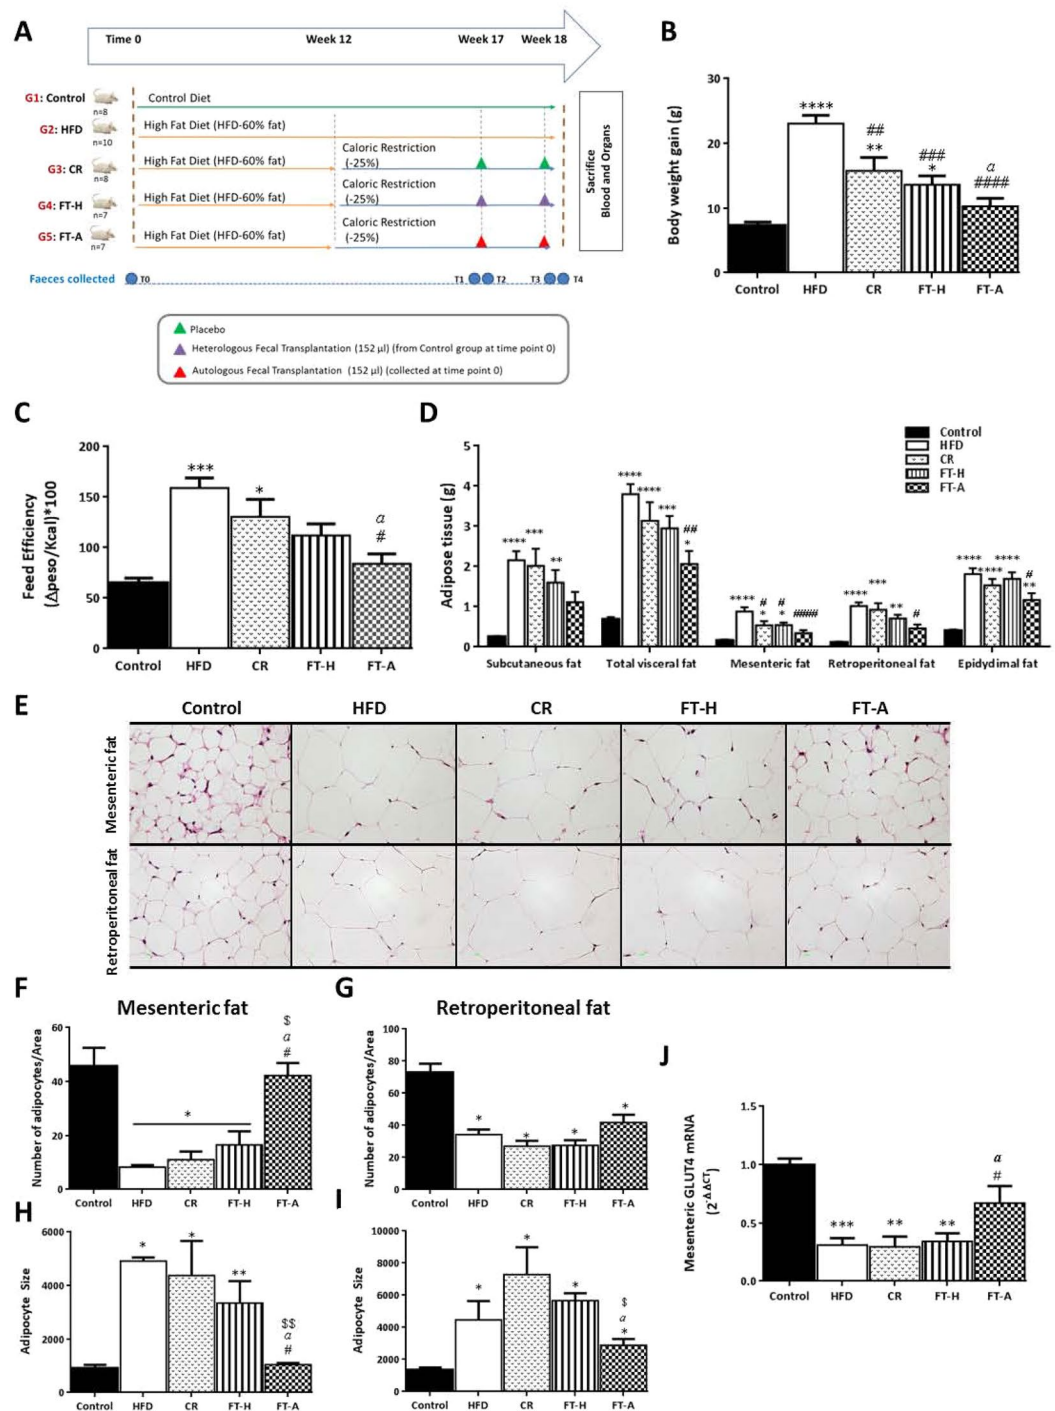 A
Time 0
Week 12
Week 17
Week 18
G1: Control
n=8
Control Diet
G2: HFD
n=10
High Fat Diet (HFD-60% fat)
G3: CR
n=8
High Fat Diet (HFD-60% fat)
Caloric Restriction
(-25%)
G4: FT-H
n=7
High Fat Diet (HFD-60% fat)
Caloric Restriction
(-25%)
G5: FT-A
n=7
High Fat Diet (HFD-60% fat)
Caloric Restriction
(-25%)
Sacrifice
Blood and Organs
Faeces collected
T0
T1
T2
T3
T4
Placebo
Heterologous Fecal Transplantation (152 µl) (from Control group at time point 0)
Autologous Fecal Transplantation (152 µl) (collected at time point 0)
B
Body weight gain (g)
30
20
10
0
****
##
**
###
*
a
####
Control HFD CR FT-H FT-A
C
Feed Efficiency
(Δpeso/Kcal)*100
200
150
100
50
0
***
*
a
#
Control HFD CR FT-H FT-A
D
Adipose tissue (g)
5
4
3
2
1
0
Control
HFD
CR
FT-H
FT-A
**** *** **
**** **** *** ## *
**** # * # * ####
**** *** ** #
**** **** **** # **
Subcutaneous fat Total visceral fat Mesenteric fat Retroperitoneal fat Epidydimal fat
E
Control HFD CR FT-H FT-A
Mesenteric fat
Retroperitoneal fat
F
Mesenteric fat
Number of adipocytes/Area
60
40
20
0
*
$
a
#
Control HFD CR FT-H FT-A
G
Retroperitoneal fat
Number of adipocytes/Area
100
80
60
40
20
0
* * * *
Control HFD CR FT-H FT-A
H
Adipocyte Size
6000
4000
2000
0
* * **
$$
a
#
Control HFD CR FT-H FT-A
I
Adipocyte Size
10000
8000
6000
4000
2000
0
* * *
$
a
*
Control HFD CR FT-H FT-A
J
Mesenteric GLUT4 mRNA
(2^ΔΔCT)
1.5
1.0
0.5
0.0
*** ** **
a
#
Control HFD CR FT-H FT-A